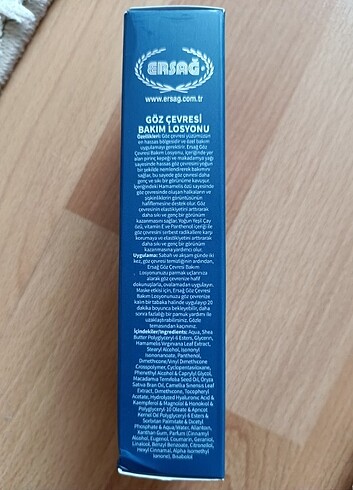 ERSAĞ
www.ersag.com.tr
GÖZ ÇEVRESİ
BAKIM LOSYONU
Özellikleri: Göz çevresi yüzümüzün
en hassas bölgesidir ve özel bakım
uygulamayı gerektirir. Ersağ Göz
Çevresi Bakım Losyonu, içeriğinde yer
alan pirinç kepeği ve makadamya yağı
sayesinde hassas göz çevresini yoğun
bir şekilde nemlendirerek bakımını
sağlar, bu sayede göz çevresi daha
genç ve sıkı bir görünüme kavuşur.
İçeriğindeki Hamamelis özü sayesinde
göz çevresinde oluşan halkaların ve
şişkinliklerin görüntüsünün
hafiflemesine destek olur. Göz
çevresinin elastikiyetini arttırarak
daha sıkı ve genç bir görünüm
kazanmasını sağlar. Yoğun Yeşil Çay
özü, vitamin E ve Panthenol içeriği ile
göz çevresini serbest radikallere karşı
korumaya ve elastikiyetini arttırarak
daha sıkı ve genç bir görünüm
kazanmasına yardımcı olur.
Uygulama: Sabah ve akşam günde iki
kez, göz çevresi temizliğinin ardından,
Ersağ Göz Çevresi Bakım
Losyonunuzu parmak uçlarınıza
alarak göz çevrenize hafif
dokunuşlarla, ovalamadan uygulayın.
Maske etkisi için, Ersağ Göz Çevresi
Bakım Losyonunuzu göz çevrenize
kalın bir tabaka halinde uygulayıp 20
dakika boyunca bekleyebilir, daha
sonra fazlalığı bir pamuk yardımı ile
uzaklaştırabilirsiniz. Gözle
temasından kaçınınız.
İçindekiler/Ingredients: Aqua, Shea
Butter Polyglyceryl-6 Esters, Glycerin,
Hamamelis Virginiana Leaf Extract,
Stearyl Alcohol, Isononyl
Isononanoate, Panthenol,
Dimethicone/Vinyl Dimethicone
Crosspolymer, Cyclopentasiloxane,
Phenethyl Alcohol & Caprylyl Glycol,
Macadamia Ternifolia Seed Oil, Oryza
Sativa Bran Oil, Camellia Sinensis Leaf
Extract, Dimethicone, Tocopheryl
Acetate, Hydrolyzed Hyaluronic Acid &
Kaempferol & Magnolol & Honokiol &
Polyglyceryl-10 Oleate & Apricot
Kernel Oil Polyglyceryl-6 Esters &
Sorbitan Palmitate & Dicetyl
Phosphate & Aqua/Water, Allantoin,
Xanthan Gum, Parfum (Cinnamyl
Alcohol, Eugenol, Coumarin, Geraniol,
Linalool, Benzyl Benzoate, Citronellol,
Hexyl Cinnamal, Alpha Isomethyl
Ionone), Bisabolol